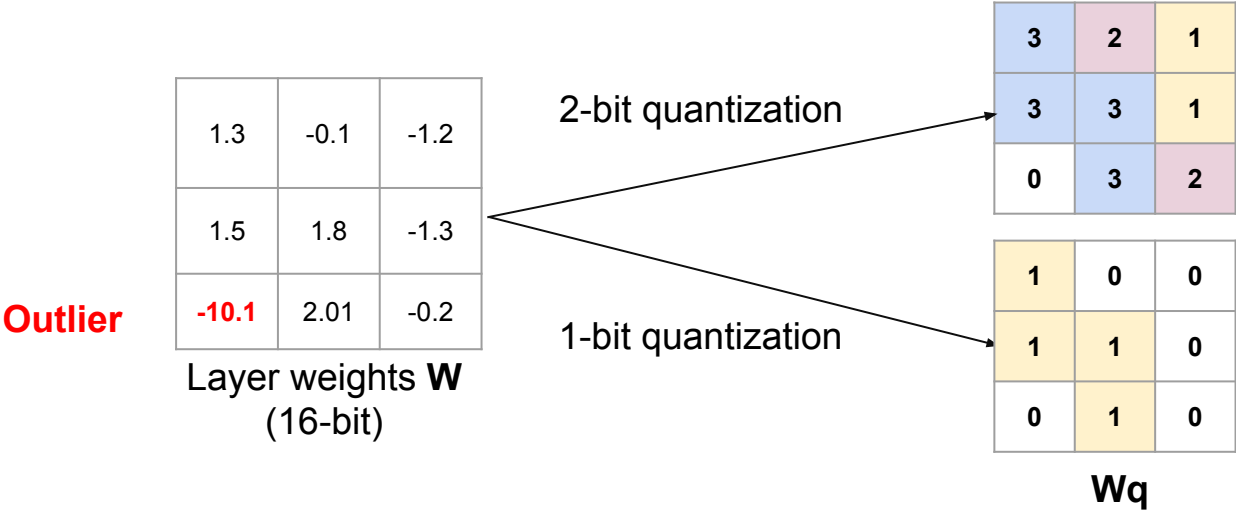 3 2 1
2-bit quantization
3 3 1
1.3 -0.1 -1.2
0 3 2
1.5 1.8 -1.3
1 0 0
Outlier
-10.1 2.01 -0.2
1-bit quantization
1 1 0
Layer weights W
(16-bit)
0 1 0
Wq